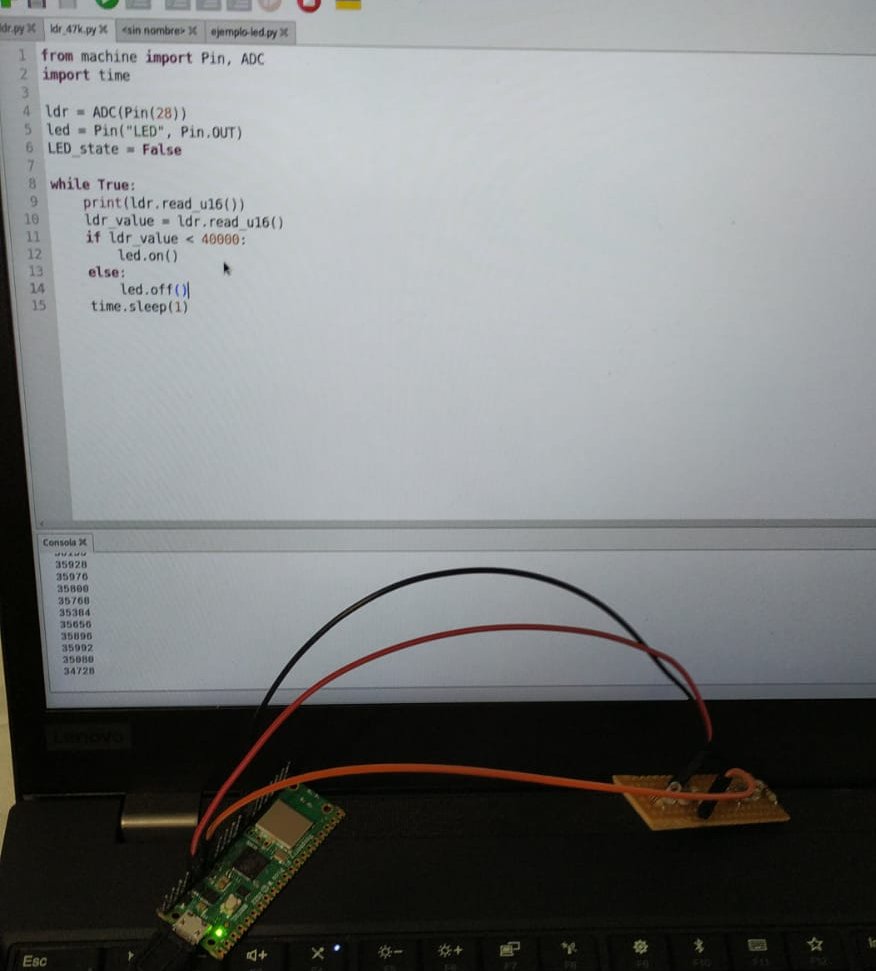 ldr.py ldr_47k.py <sin nombre> ejemplo-led.py
1 from machine import Pin, ADC
2 import time
3
4 ldr = ADC(Pin(28))
5 led = Pin("LED", Pin.OUT)
6 LED_state = False
7
8 while True:
9 print(ldr.read_u16())
10 ldr_value = ldr.read_u16()
11 if ldr_value < 40000:
12 led.on()
13 else:
14 led.off()
15 time.sleep(1)
Consola
35928
35976
35800
35768
35384
35656
35896
35992
35080
34728
Lenovo
Esc